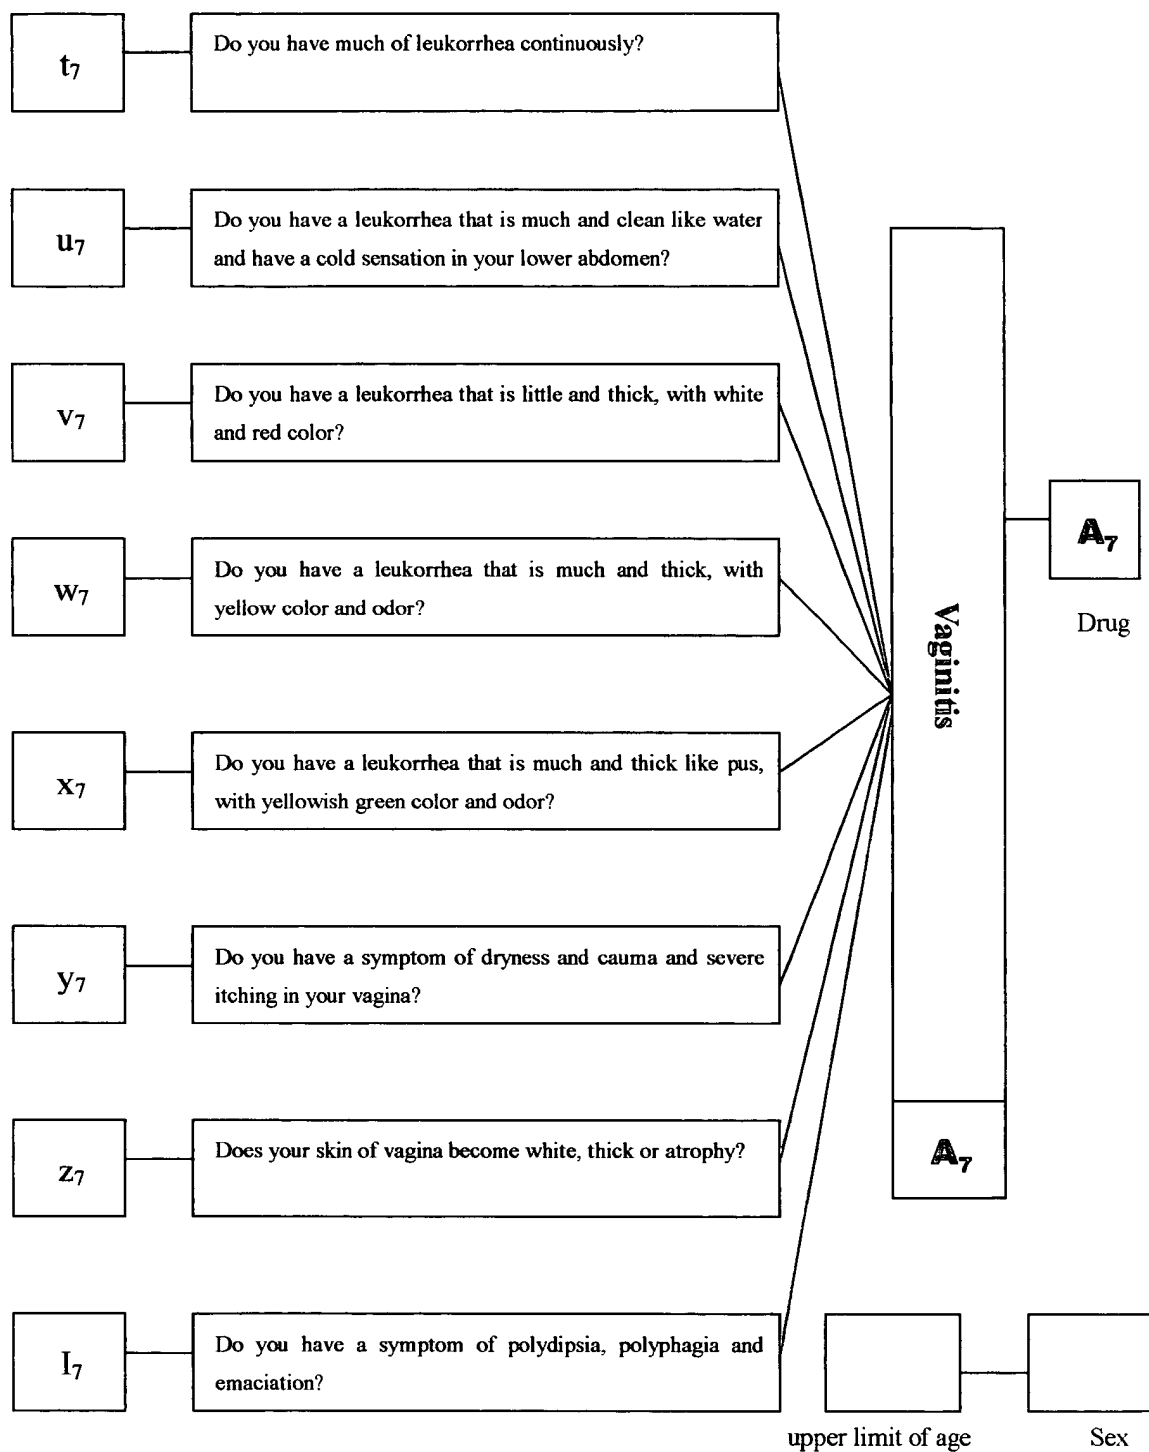 t7
Do you have much of leukorrhea continuously?
u7
Do you have a leukorrhea that is much and clean like water
and have a cold sensation in your lower abdomen?
v7
Do you have a leukorrhea that is little and thick, with white
and red color?
w7
Do you have a leukorrhea that is much and thick, with
yellow color and odor?
x7
Do you have a leukorrhea that is much and thick like pus,
with yellowish green color and odor?
y7
Do you have a symptom of dryness and cauma and severe
itching in your vagina?
z7
Does your skin of vagina become white, thick or atrophy?
I7
Do you have a symptom of polydipsia, polyphagia and
emaciation?
Vaginitis
A7
A7
Drug
upper limit of age
Sex